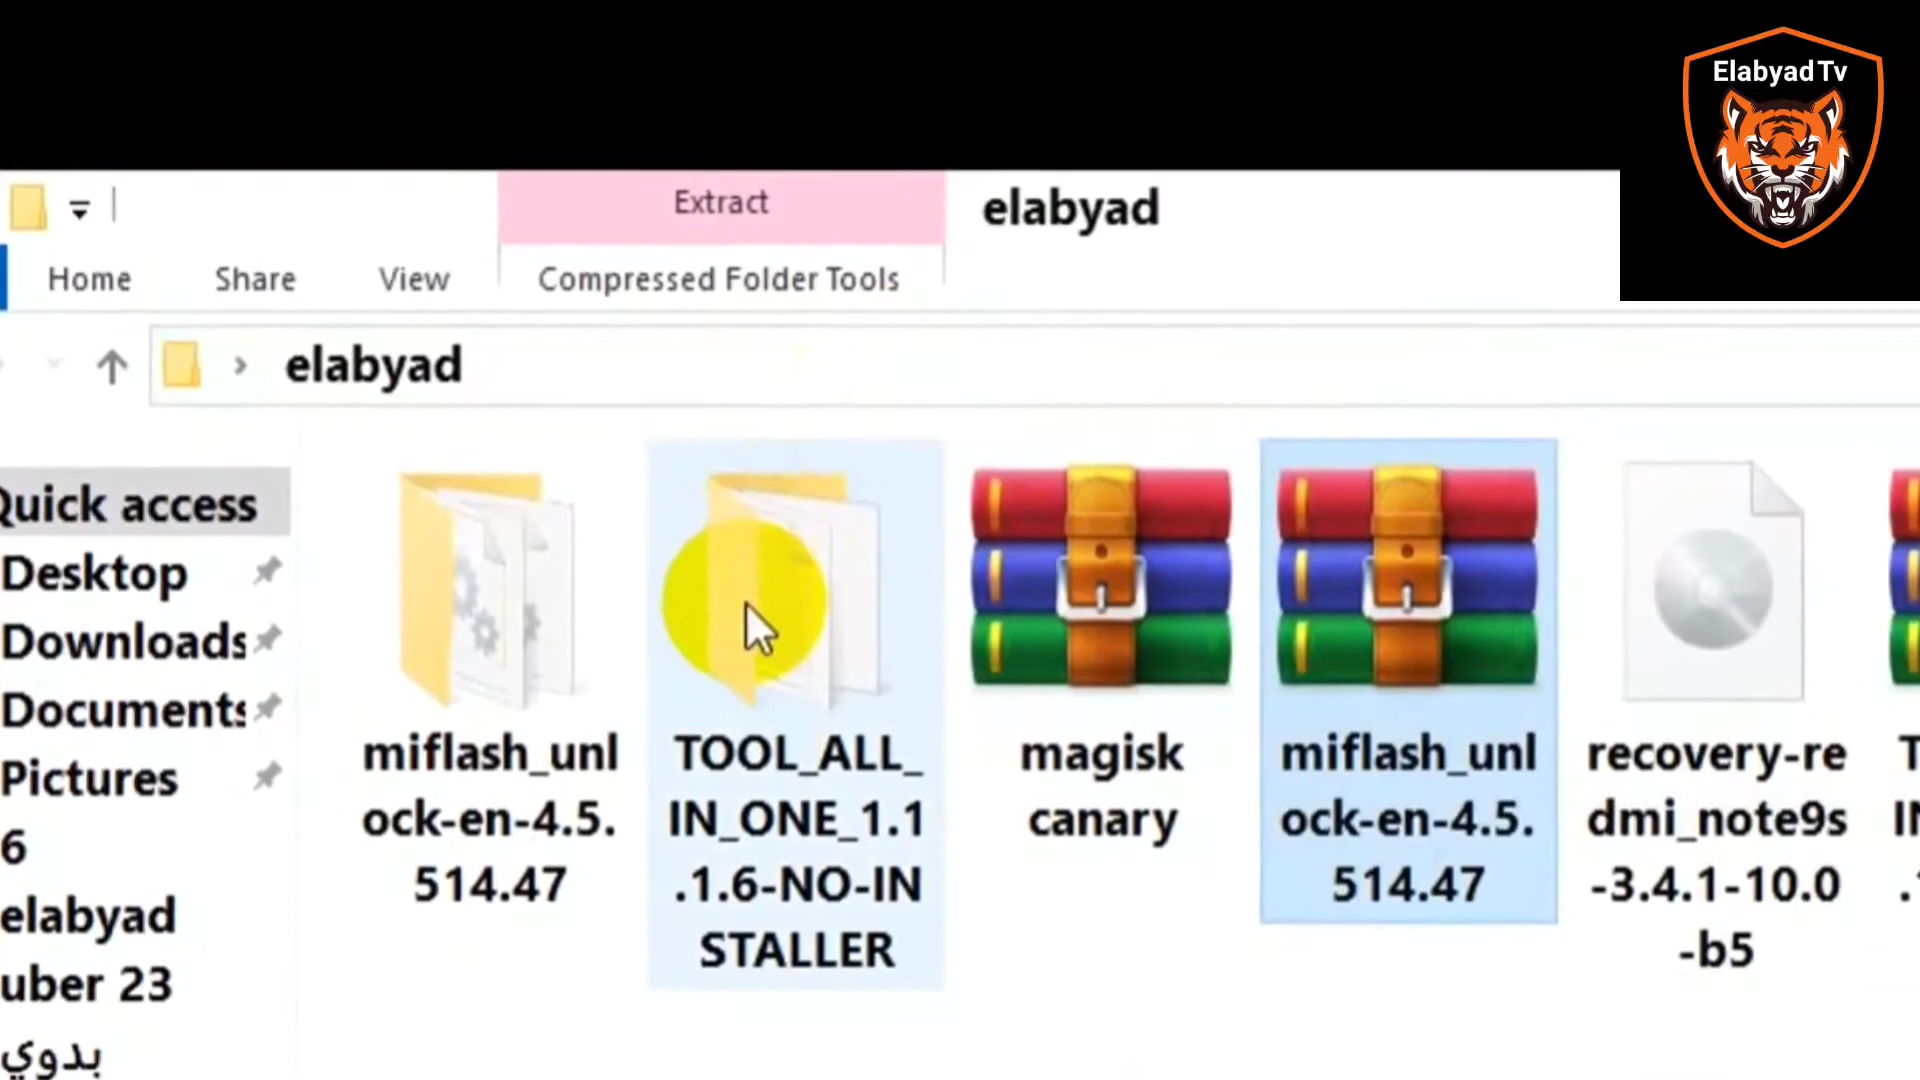 Elabyad Tv
Extract
elabyad
Home
Share
View
Compressed Folder Tools
elabyad
Quick access
Desktop
Downloads
Documents
Pictures
6
elabyad
uber 23
بدوي
miflash_unl
ock-en-4.5.
514.47
TOOL_ALL_
IN_ONE_1.1
.1.6-NO-IN
STALLER
magisk
canary
miflash_unl
ock-en-4.5.
514.47
recovery-re
dmi_note9s
-3.4.1-10.0
-b5